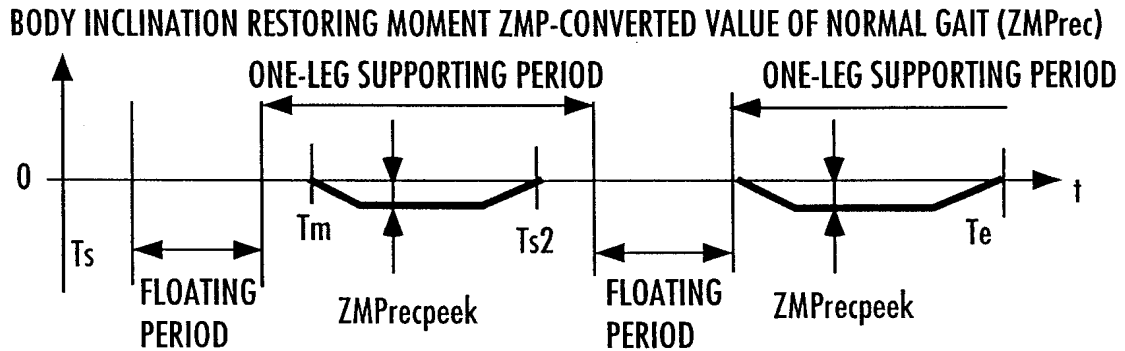 BODY INCLINATION RESTORING MOMENT ZMP-CONVERTED VALUE OF NORMAL GAIT (ZMPrec)
ONE-LEG SUPPORTING PERIOD
ONE-LEG SUPPORTING PERIOD
0
t
Ts
Tm
Ts2
Te
FLOATING
PERIOD
ZMPrecpeek
FLOATING
PERIOD
ZMPrecpeek